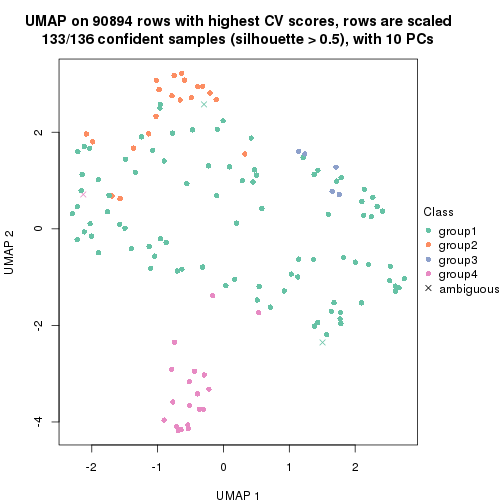 UMAP on 90894 rows with highest CV scores, rows are scaled
133/136 confident samples (silhouette > 0.5), with 10 PCs
2
0
-2
-4
UMAP 2
-2
-1
0
1
2
UMAP 1
Class
group1
group2
group3
group4
ambiguous